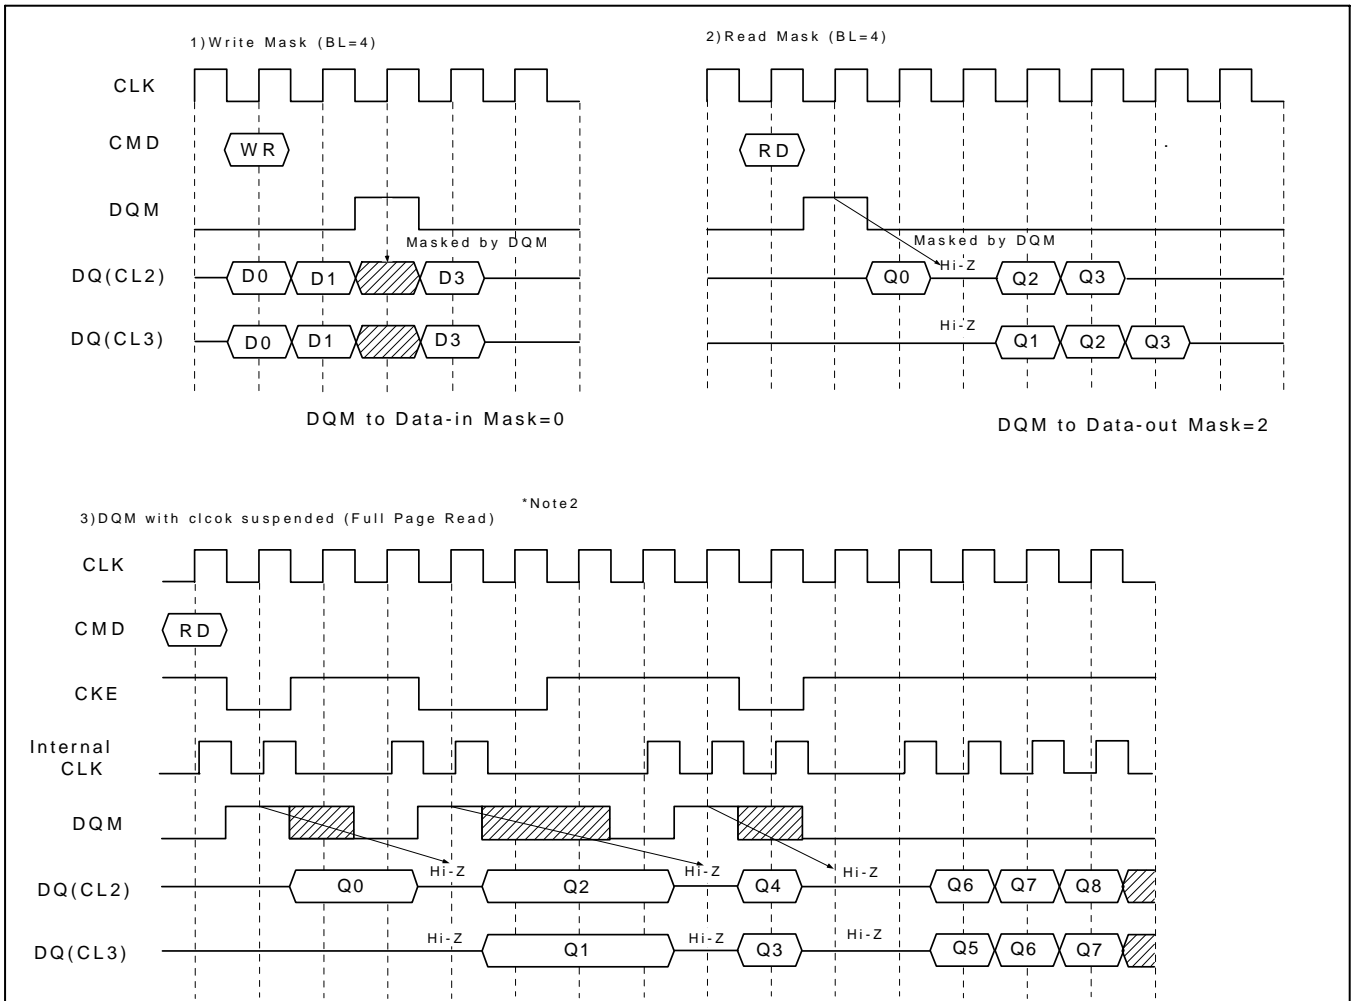 1)Write Mask (BL=4)
2)Read Mask (BL=4)
CLK
CMD
WR
RD
DQM
Masked by DQM
Masked by DQM
DQ(CL2)
D0
D1
D3
Q0
Hi-Z
Q2
Q3
DQ(CL3)
D0
D1
D3
Hi-Z
Q1
Q2
Q3
DQM to Data-in Mask=0
DQM to Data-out Mask=2
*Note2
3)DQM with clcok suspended (Full Page Read)
CLK
CMD
RD
CKE
Internal
CLK
DQM
DQ(CL2)
Q0
Hi-Z
Q2
Hi-Z
Q4
Hi-Z
Q6
Q7
Q8
DQ(CL3)
Hi-Z
Q1
Hi-Z
Q3
Hi-Z
Q5
Q6
Q7